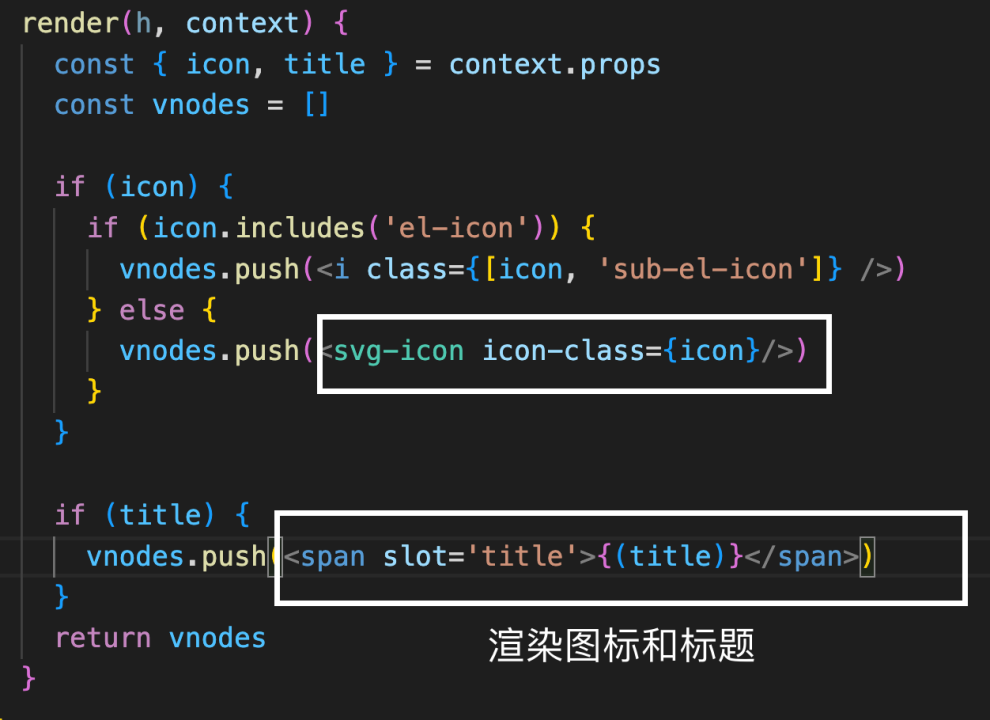 render(h, context) {
const { icon, title } = context.props
const vnodes = []
if (icon) {
if (icon.includes('el-icon')) {
vnodes.push(<i class={[icon, 'sub-el-icon']} />)
} else {
vnodes.push(<svg-icon icon-class={icon}/>)
}
}
if (title) {
vnodes.push(<span slot='title'>{(title)}</span>)
}
return vnodes
渲染图标和标题
}